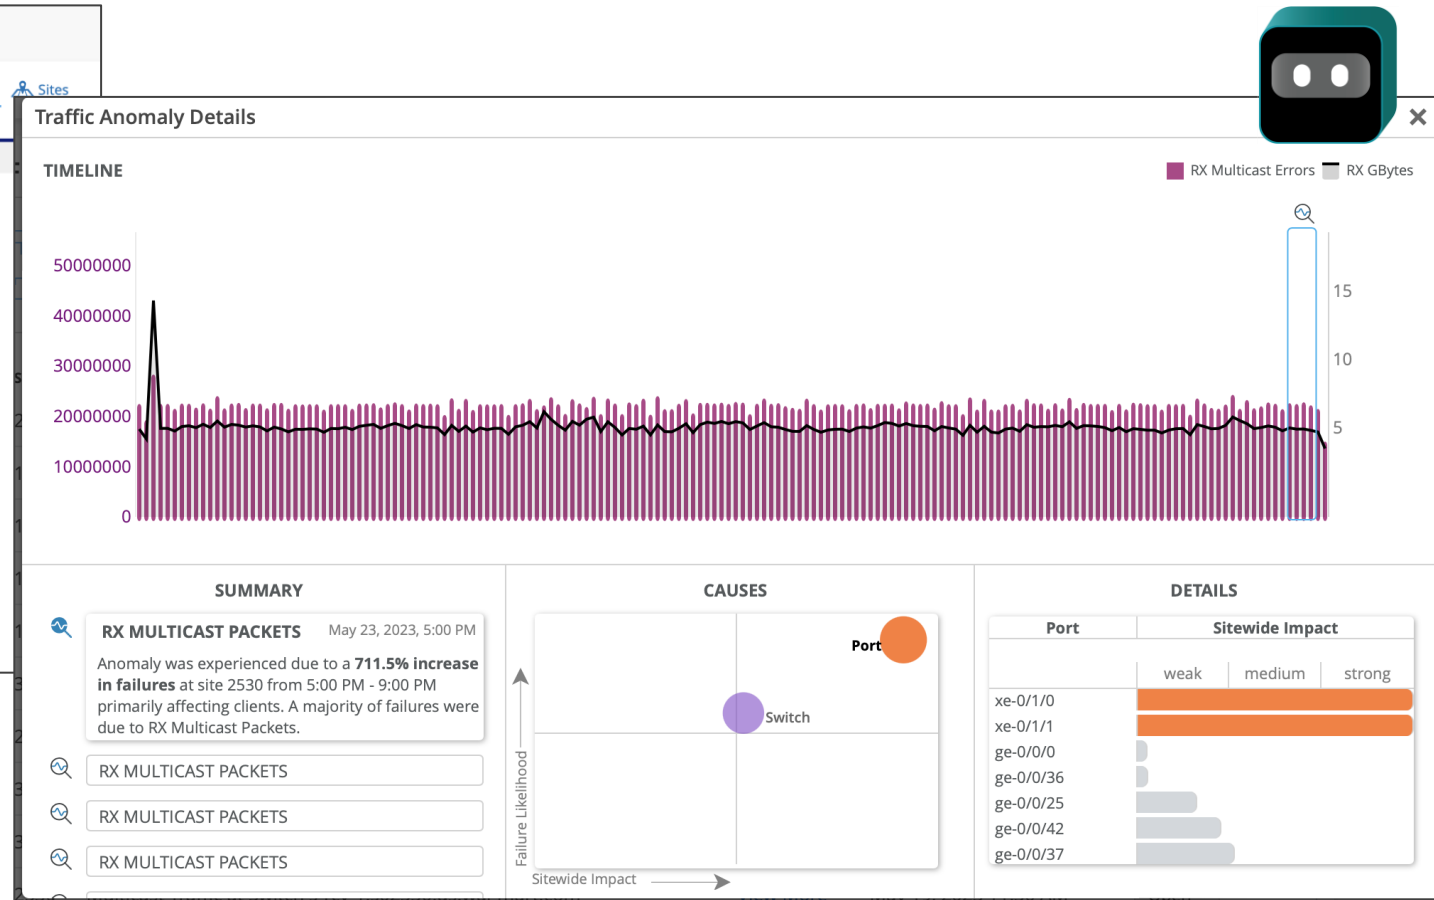 Sites
Traffic Anomaly Details
TIMELINE
RX Multicast Errors RX GBytes
50000000
40000000
30000000
20000000
10000000
0
15
10
5
SUMMARY
RX MULTICAST PACKETS May 23, 2023, 5:00 PM
Anomaly was experienced due to a 711.5% increase
in failures at site 2530 from 5:00 PM - 9:00 PM
primarily affecting clients. A majority of failures were
due to RX Multicast Packets.
RX MULTICAST PACKETS
RX MULTICAST PACKETS
RX MULTICAST PACKETS
CAUSES
Port
Switch
Failure Likelihood
Sitewide Impact
DETAILS
Port Sitewide Impact
weak medium strong
xe-0/1/0
xe-0/1/1
ge-0/0/0
ge-0/0/36
ge-0/0/25
ge-0/0/42
ge-0/0/37